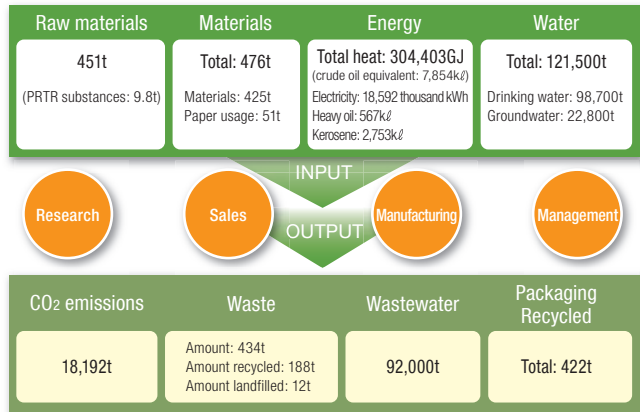 Raw materials
451t
(PRTR substances: 9.8t)
Materials
Total: 476t
Materials: 425t
Paper usage: 51t
Energy
Total heat: 304,403GJ
(crude oil equivalent: 7,854kℓ)
Electricity: 18,592 thousand kWh
Heavy oil: 567kℓ
Kerosene: 2,753kℓ
Water
Total: 121,500t
Drinking water: 98,700t
Groundwater: 22,800t
INPUT
Research
Sales
Manufacturing
Management
OUTPUT
CO2 emissions
18,192t
Waste
Amount: 434t
Amount recycled: 188t
Amount landfilled: 12t
Wastewater
92,000t
Packaging
Recycled
Total: 422t